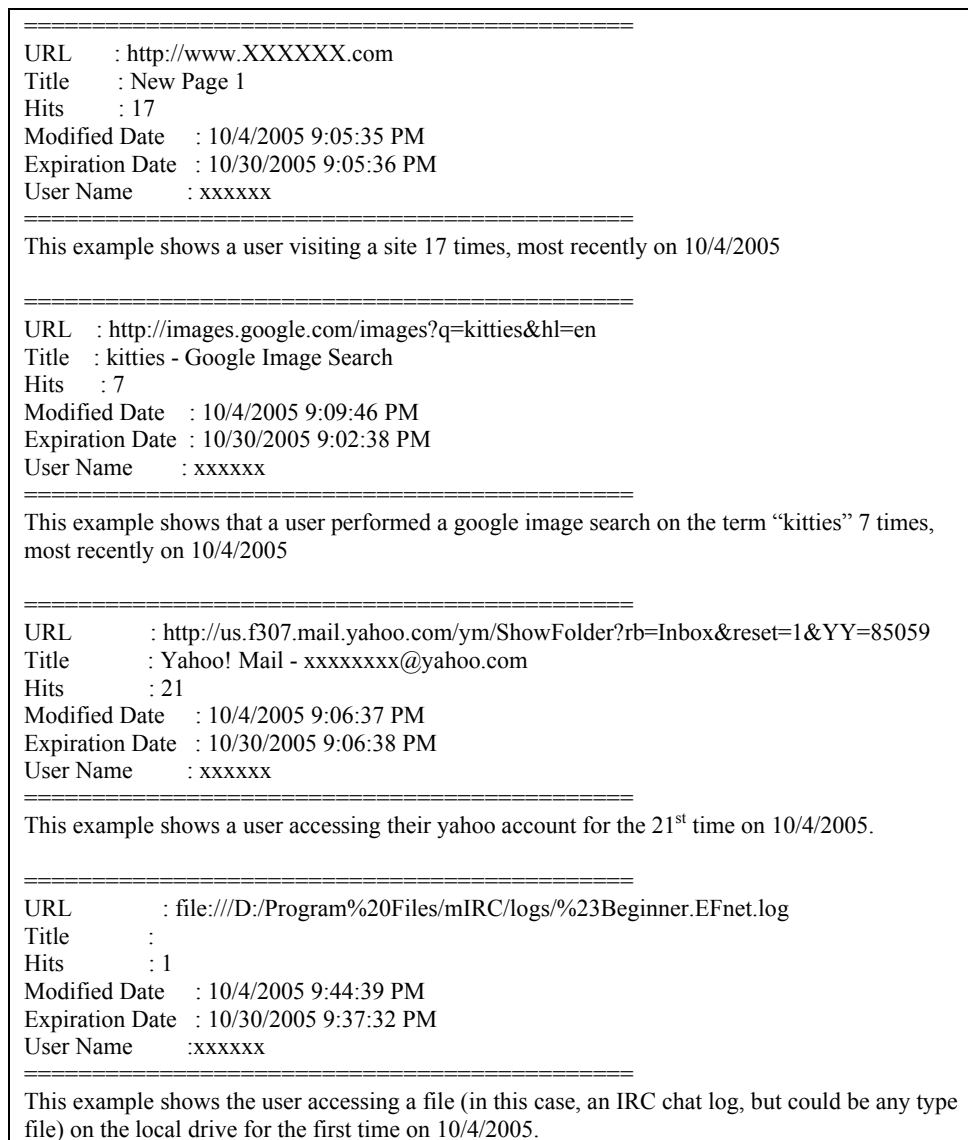 =============================================
URL : http://www.XXXXXX.com
Title : New Page 1
Hits : 17
Modified Date : 10/4/2005 9:05:35 PM
Expiration Date : 10/30/2005 9:05:36 PM
User Name : xxxxxx
=============================================
This example shows a user visiting a site 17 times, most recently on 10/4/2005
=============================================
URL : http://images.google.com/images?q=kitties&hl=en
Title : kitties - Google Image Search
Hits : 7
Modified Date : 10/4/2005 9:09:46 PM
Expiration Date : 10/30/2005 9:02:38 PM
User Name : xxxxxx
=============================================
This example shows that a user performed a google image search on the term “kitties” 7 times,
most recently on 10/4/2005
=============================================
URL : http://us.f307.mail.yahoo.com/ym/ShowFolder?rb=Inbox&reset=1&YY=85059
Title : Yahoo! Mail - xxxxxxxx@yahoo.com
Hits : 21
Modified Date : 10/4/2005 9:06:37 PM
Expiration Date : 10/30/2005 9:06:38 PM
User Name : xxxxxx
=============================================
This example shows a user accessing their yahoo account for the 21st time on 10/4/2005.
=============================================
URL : file:///D:/Program%20Files/mIRC/logs/%23Beginner.EFnet.log
Title :
Hits : 1
Modified Date : 10/4/2005 9:44:39 PM
Expiration Date : 10/30/2005 9:37:32 PM
User Name :xxxxxx
=============================================
This example shows the user accessing a file (in this case, an IRC chat log, but could be any type
file) on the local drive for the first time on 10/4/2005.